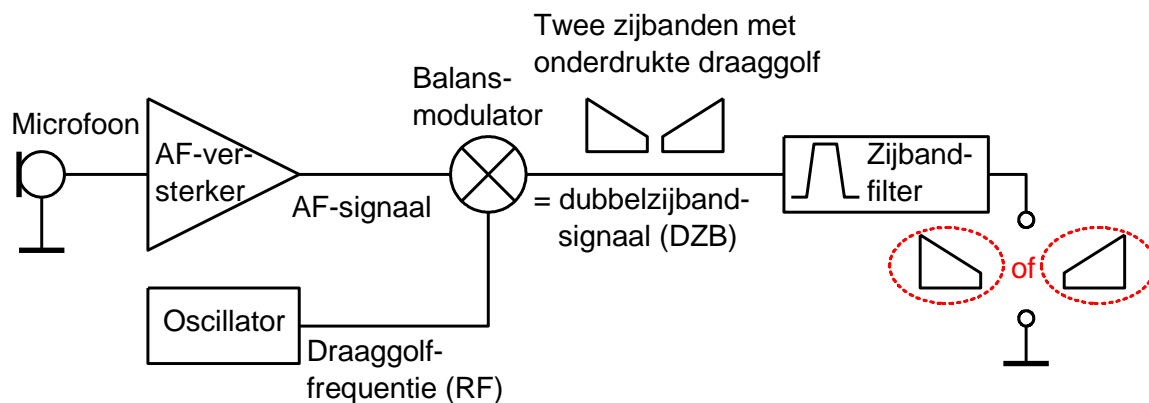 Twee zijbanden met
onderdrukte draaggolf
Balans-
modulator
Microfoon
AF-ver-
sterker
AF-signaal
= dubbelzijband-
signaal (DZB)
Zijband-
filter
of
Oscillator
Draaggolf-
frequentie (RF)